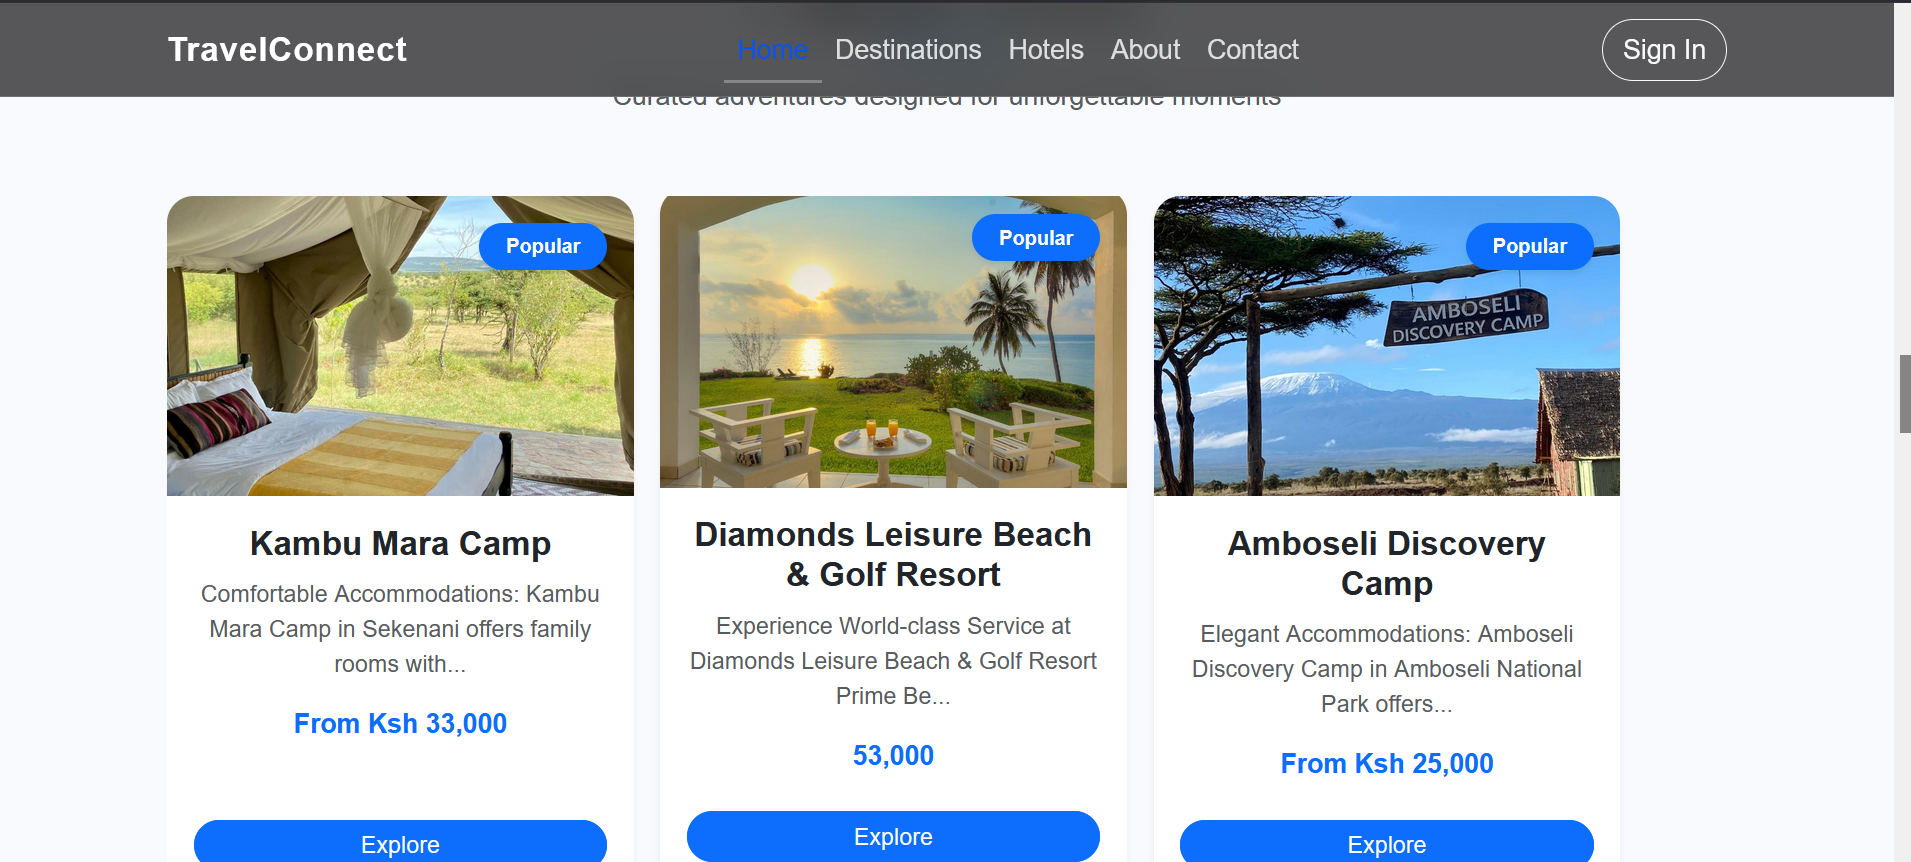 TravelConnect
Home Destinations Hotels About Contact
Sign In
Curated adventures designed for unforgettable moments
Popular
Kambu Mara Camp
Comfortable Accommodations: Kambu
Mara Camp in Sekenani offers family
rooms with...
From Ksh 33,000
Explore
Popular
Diamonds Leisure Beach
& Golf Resort
Experience World-class Service at
Diamonds Leisure Beach & Golf Resort
Prime Be...
53,000
Explore
Popular
AMBOSELI
DISCOVERY CAMP
Amboseli Discovery
Camp
Elegant Accommodations: Amboseli
Discovery Camp in Amboseli National
Park offers...
From Ksh 25,000
Explore